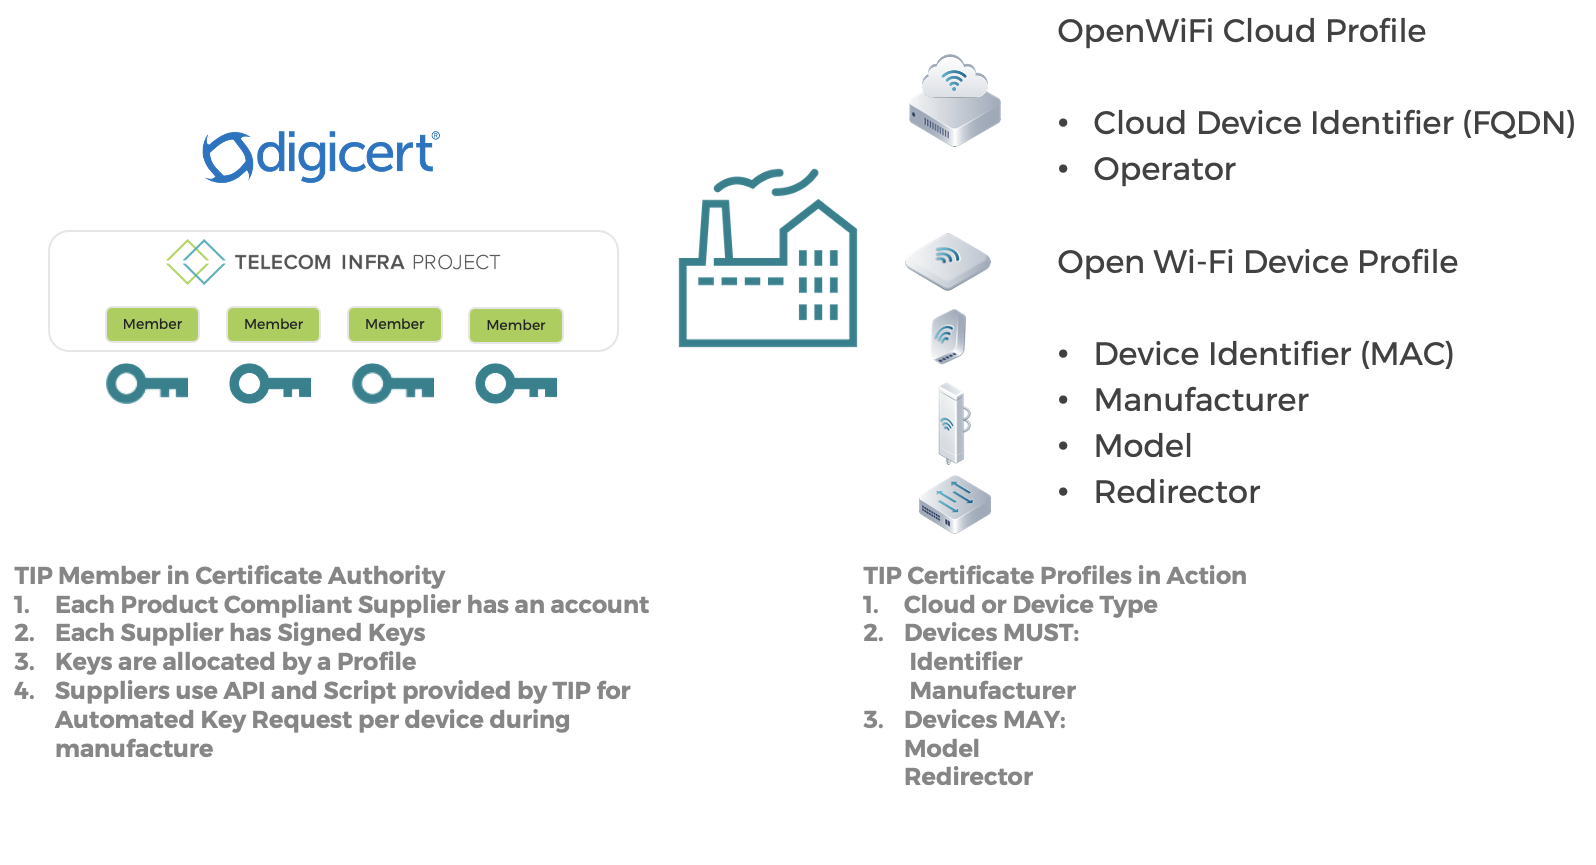 digicert®
TELECOM INFRA PROJECT
Member Member Member Member
OpenWiFi Cloud Profile
• Cloud Device Identifier (FQDN)
• Operator
Open Wi-Fi Device Profile
• Device Identifier (MAC)
• Manufacturer
• Model
• Redirector
TIP Member in Certificate Authority
1. Each Product Compliant Supplier has an account
2. Each Supplier has Signed Keys
3. Keys are allocated by a Profile
4. Suppliers use API and Script provided by TIP for
Automated Key Request per device during
manufacture
TIP Certificate Profiles in Action
1. Cloud or Device Type
2. Devices MUST:
Identifier
Manufacturer
3. Devices MAY:
Model
Redirector